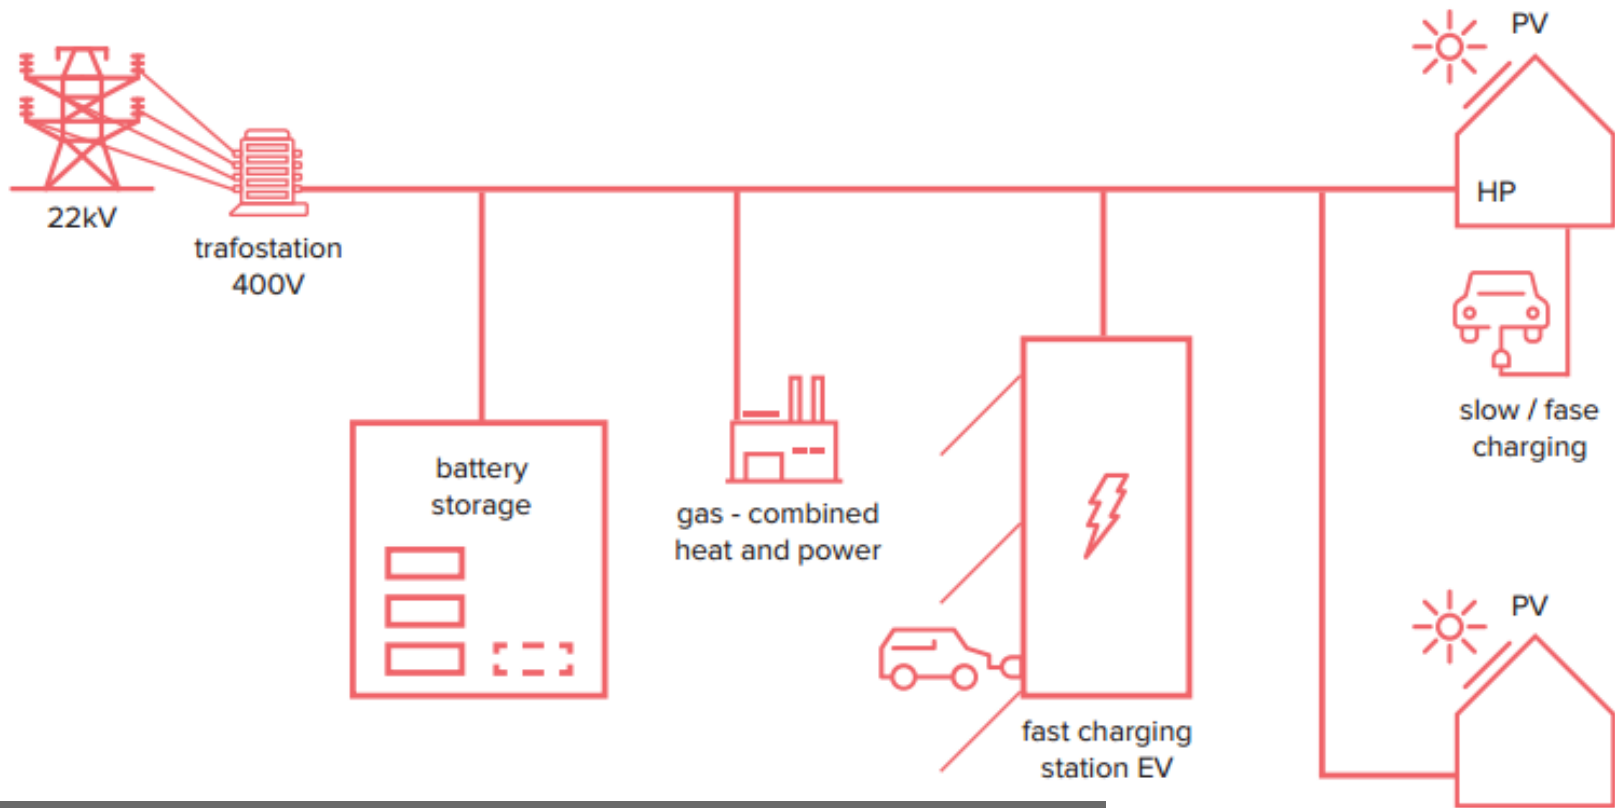 PV
HP
22kV
trafostation
400V
slow / fase
charging
battery
storage
gas - combined
heat and power
PV
fast charging
station EV